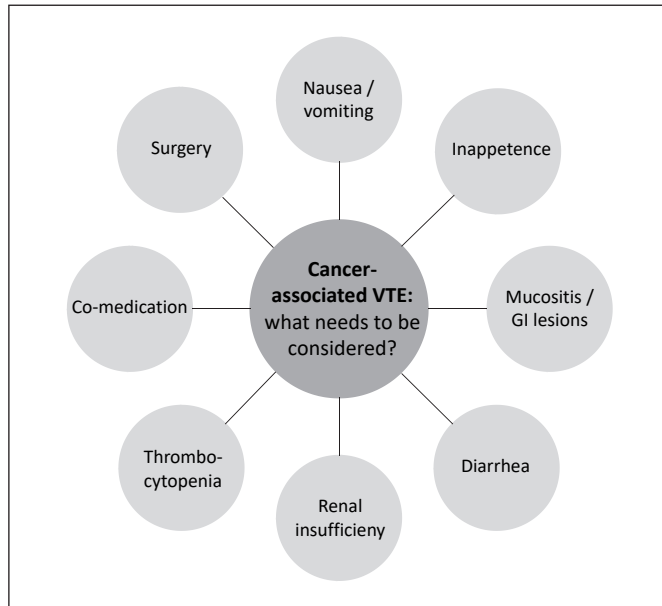 Nausea /
vomiting
Inappetence
Mucositis /
GI lesions
Diarrhea
Renal
insufficieny
Thrombo-
cytopenia
Co-medication
Surgery
Cancer-
associated VTE:
what needs to be
considered?